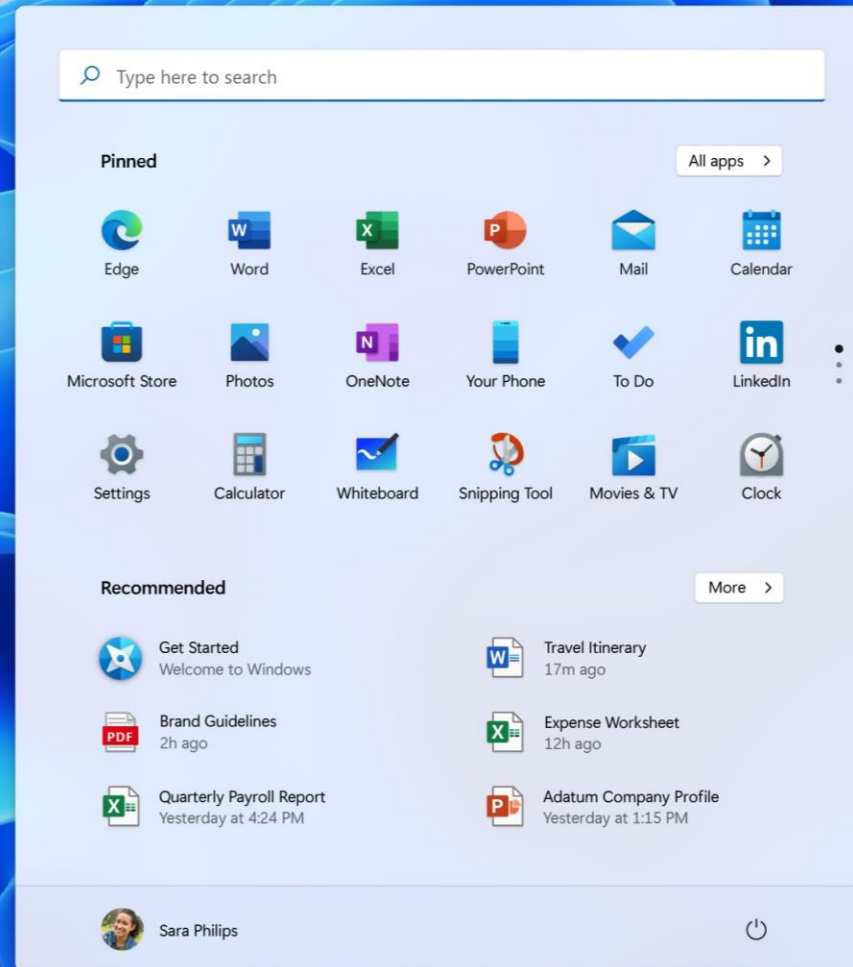 Type here to search
Pinned
All apps
Edge
Word
Excel
PowerPoint
Mail
Calendar
Microsoft Store
Photos
OneNote
Your Phone
To Do
LinkedIn
Settings
Calculator
Whiteboard
Snipping Tool
Movies & TV
Clock
Recommended
More
Get Started
Welcome to Windows
Travel Itinerary
17m ago
Brand Guidelines
2h ago
Expense Worksheet
12h ago
Quarterly Payroll Report
Yesterday at 4:24 PM
Adatum Company Profile
Yesterday at 1:15 PM
Sara Philips
W
X
P
N
in
W
PDF
X
X
P